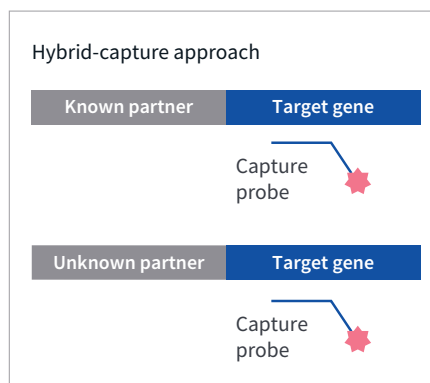 Hybrid-capture approach
Known partner Target gene
Capture
probe
Unknown partner Target gene
Capture
probe